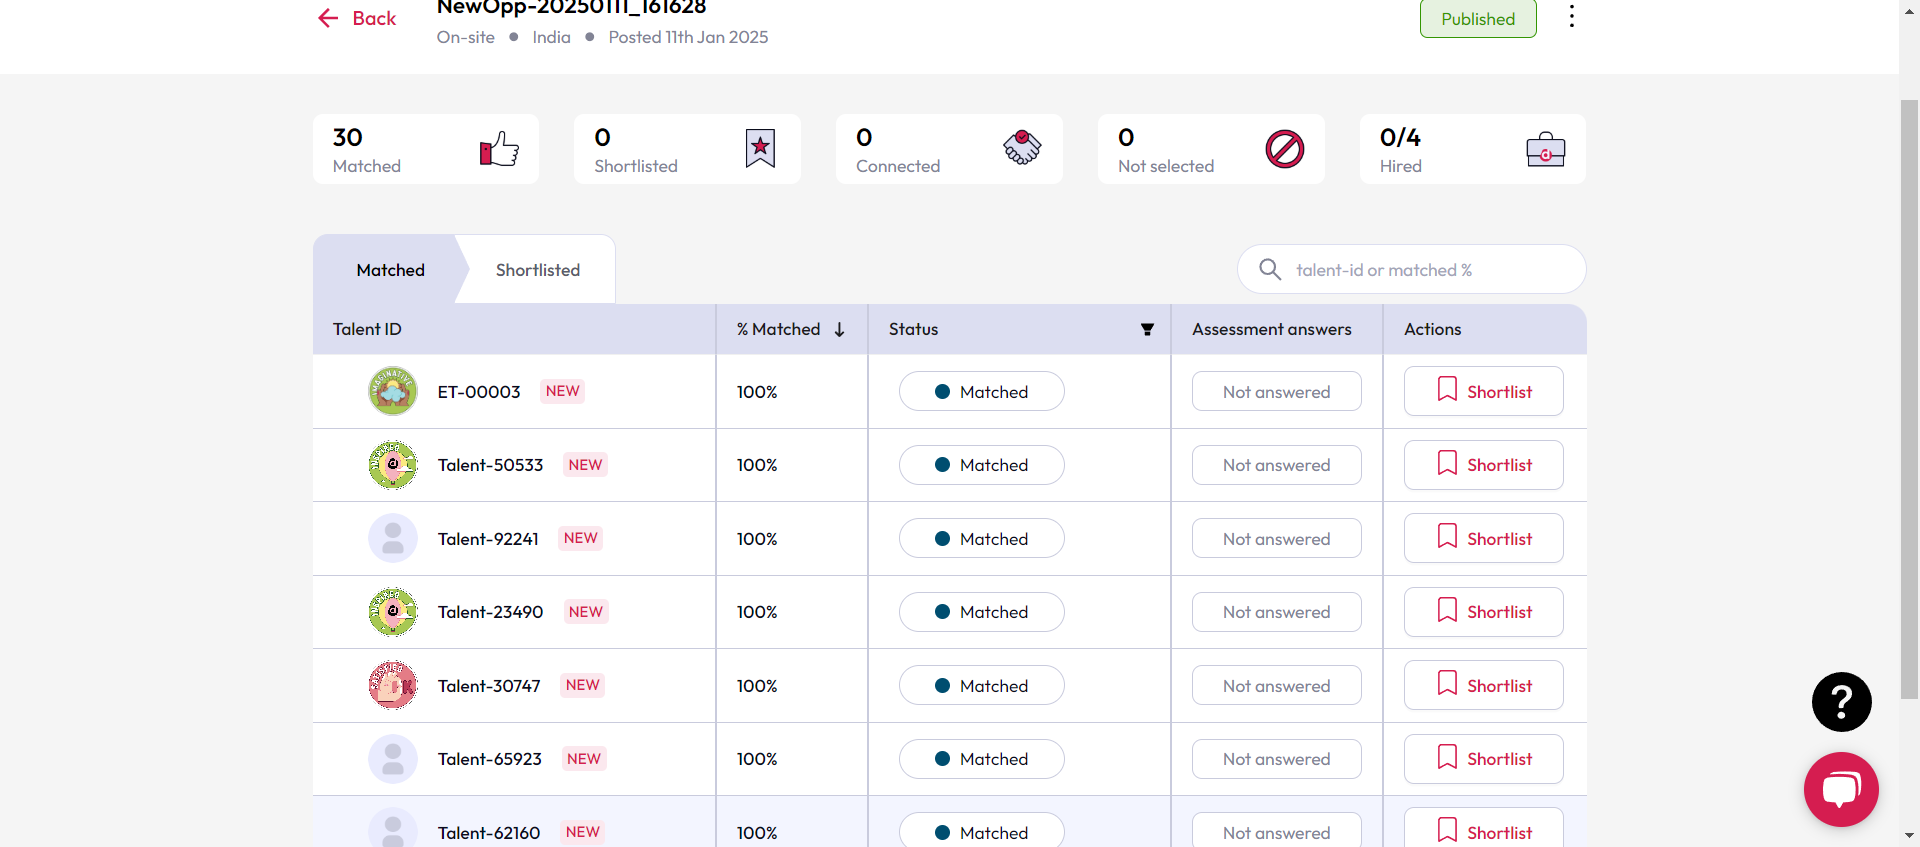 Back
NewOpp-20250111_161628
On-site ● India ● Posted 11th Jan 2025
Published
30
Matched
0
Shortlisted
0
Connected
0
Not selected
0/4
Hired
Matched
Shortlisted
talent-id or matched %
Talent ID % Matched Status Assessment answers Actions
ET-00003 NEW 100% Matched Not answered Shortlist
Talent-50533 NEW 100% Matched Not answered Shortlist
Talent-92241 NEW 100% Matched Not answered Shortlist
Talent-23490 NEW 100% Matched Not answered Shortlist
Talent-30747 NEW 100% Matched Not answered Shortlist
Talent-65923 NEW 100% Matched Not answered Shortlist
Talent-62160 NEW 100% Matched Not answered Shortlist
?